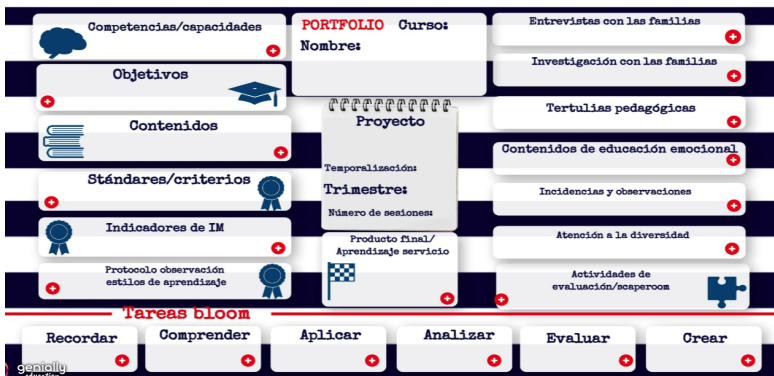 Competencias/capacidades
Objetivos
Contenidos
Stándares/criterios
Indicadores de IM
Protocolo observación
estilos de aprendizaje
PORTFOLIO Curso:
Nombre:
Proyecto
Temporalización:
Trimestre:
Número de sesiones:
Producto final/
Aprendizaje servicio
Entrevistas con las familias
Investigación con las familias
Tertulias pedagógicas
Contenidos de educación emocional
Incidencias y observaciones
Atención a la diversidad
Actividades de
evaluación/scaperoom
Tareas bloom
Recordar
Comprender
Aplicar
Analizar
Evaluar
Crear
genially
education